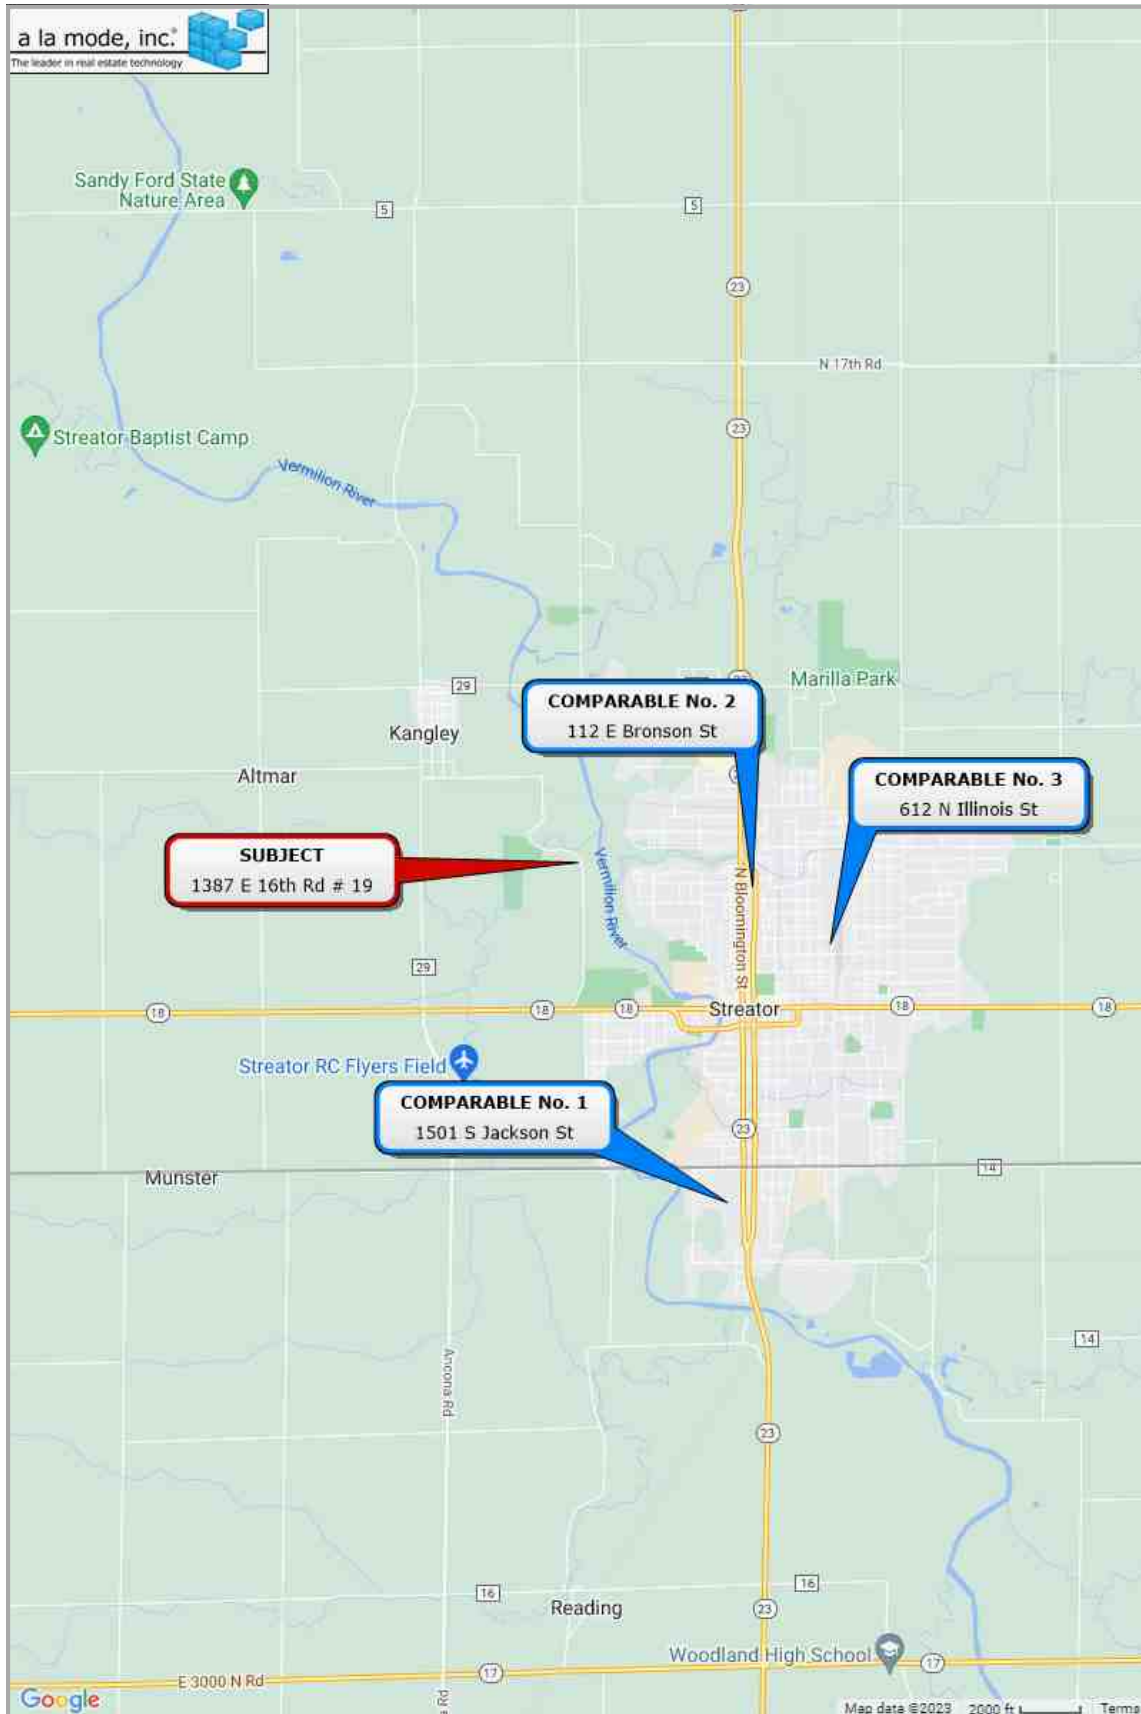 a la mode, inc.®
The leader in real estate technology
Sandy Ford State
Nature Area
5
5
23
N 17th Rd
23
Streator Baptist Camp
Vermilion River
29
Marilla Park
COMPARABLE No. 2
112 E Bronson St
Kangley
Altmar
COMPARABLE No. 3
612 N Illinois St
SUBJECT
1387 E 16th Rd # 19
Vermilion River
N Bloomington St
29
18
18
18
Streator
18
18
Streator RC Flyers Field
COMPARABLE No. 1
1501 S Jackson St
23
14
Munster
14
Ancona Rd
23
16
16
Reading
23
Woodland High School
17
17
E 3000 N Rd
Rd
Google
Map data ©2023
2000 ft
Terms